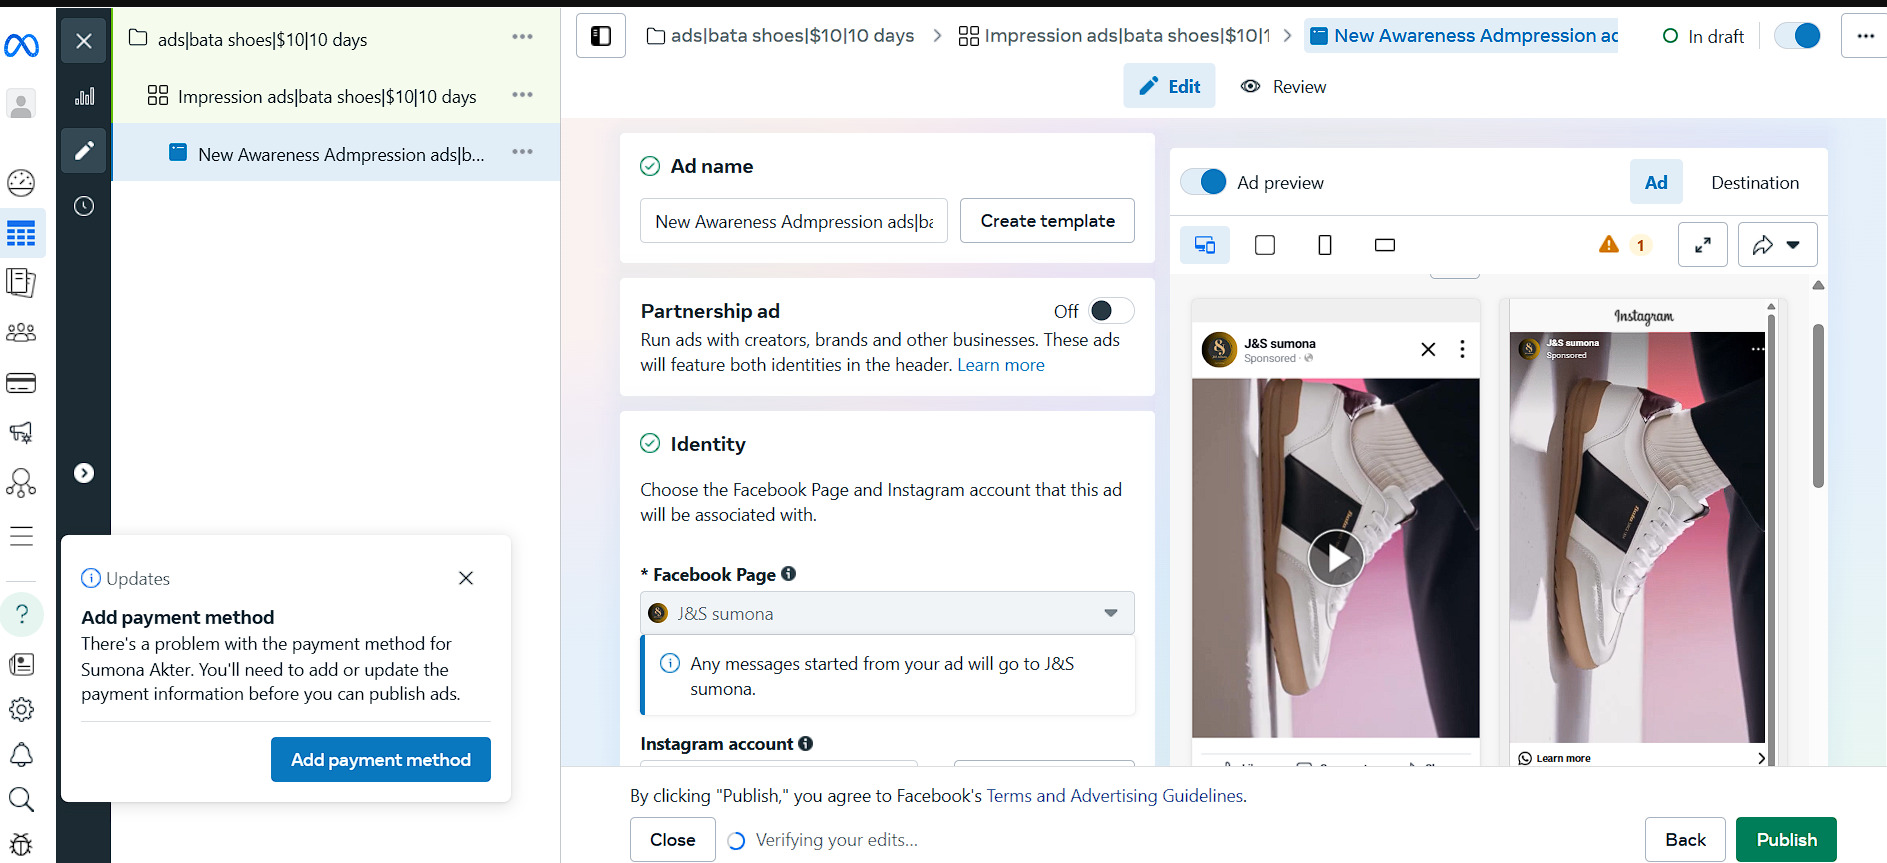 ads|bata shoes|$10|10 days
Impression ads|bata shoes|$10|10 days
New Awareness Admpression ads|b...
Updates
Add payment method
There's a problem with the payment method for
Sumona Akter. You'll need to add or update the
payment information before you can publish ads.
Add payment method
ads|bata shoes|$10|10 days
Impression ads|bata shoes|$10|1
New Awareness Admpression ad
In draft
Edit
Review
Ad name
New Awareness Admpression ads|ba
Create template
Partnership ad
Off
Run ads with creators, brands and other businesses. These ads
will feature both identities in the header. Learn more
Identity
Choose the Facebook Page and Instagram account that this ad
will be associated with.
* Facebook Page
J&S sumona
Any messages started from your ad will go to J&S
sumona.
Instagram account
Ad preview
Ad
Destination
1
J&S sumona
Sponsored ·
Instagram
J&S sumona
Sponsored
Learn more
By clicking "Publish," you agree to Facebook's Terms and Advertising Guidelines.
Close
Verifying your edits...
Back
Publish